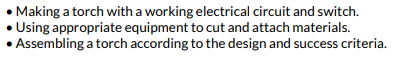 • Making a torch with a working electrical circuit and switch.
• Using appropriate equipment to cut and attach materials.
• Assembling a torch according to the design and success criteria.